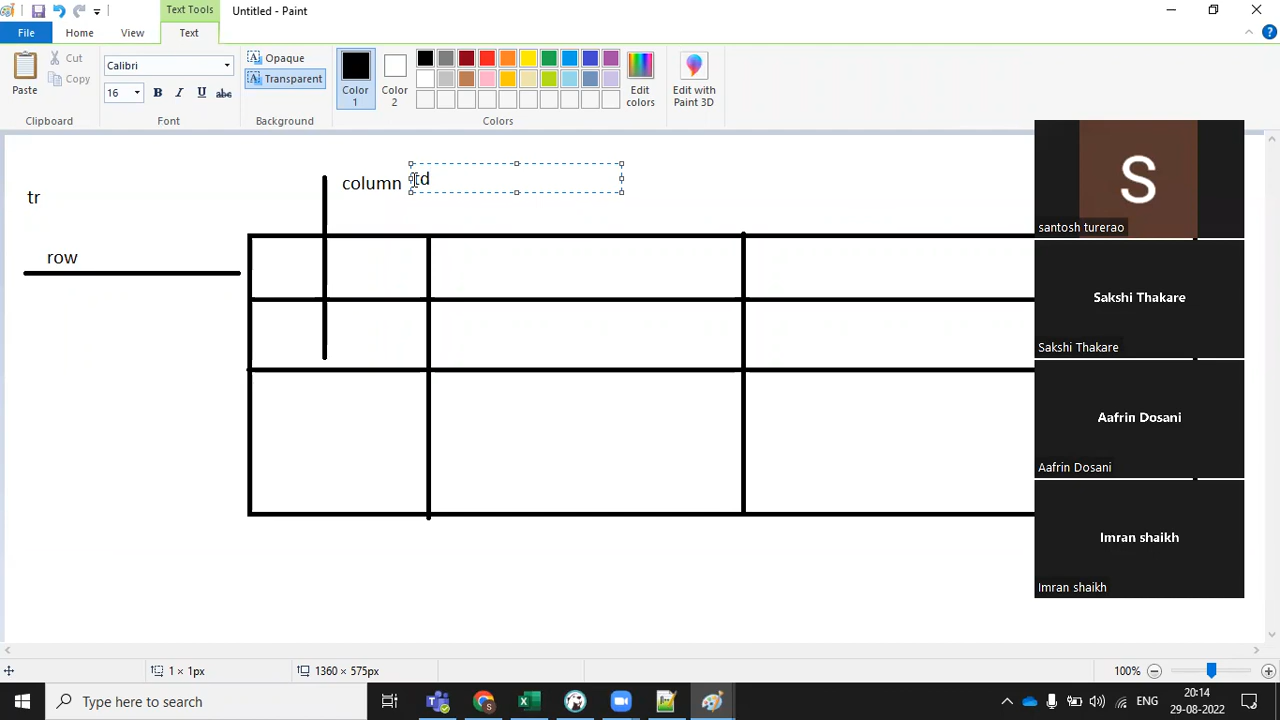 Text Tools
Untitled - Paint
File
Home
View
Text
Paste
Cut
Copy
Clipboard
Calibri
16
B
I
U
abc
Font
Opaque
Transparent
Background
Color 1
Color 2
Edit colors
Colors
Edit with Paint 3D
tr
column
td
row
S
santosh turerao
Sakshi Thakare
Sakshi Thakare
Aafrin Dosani
Aafrin Dosani
Imran shaikh
Imran shaikh
1 × 1px
1360 × 575px
100%
Type here to search
ENG
20:14
29-08-2022